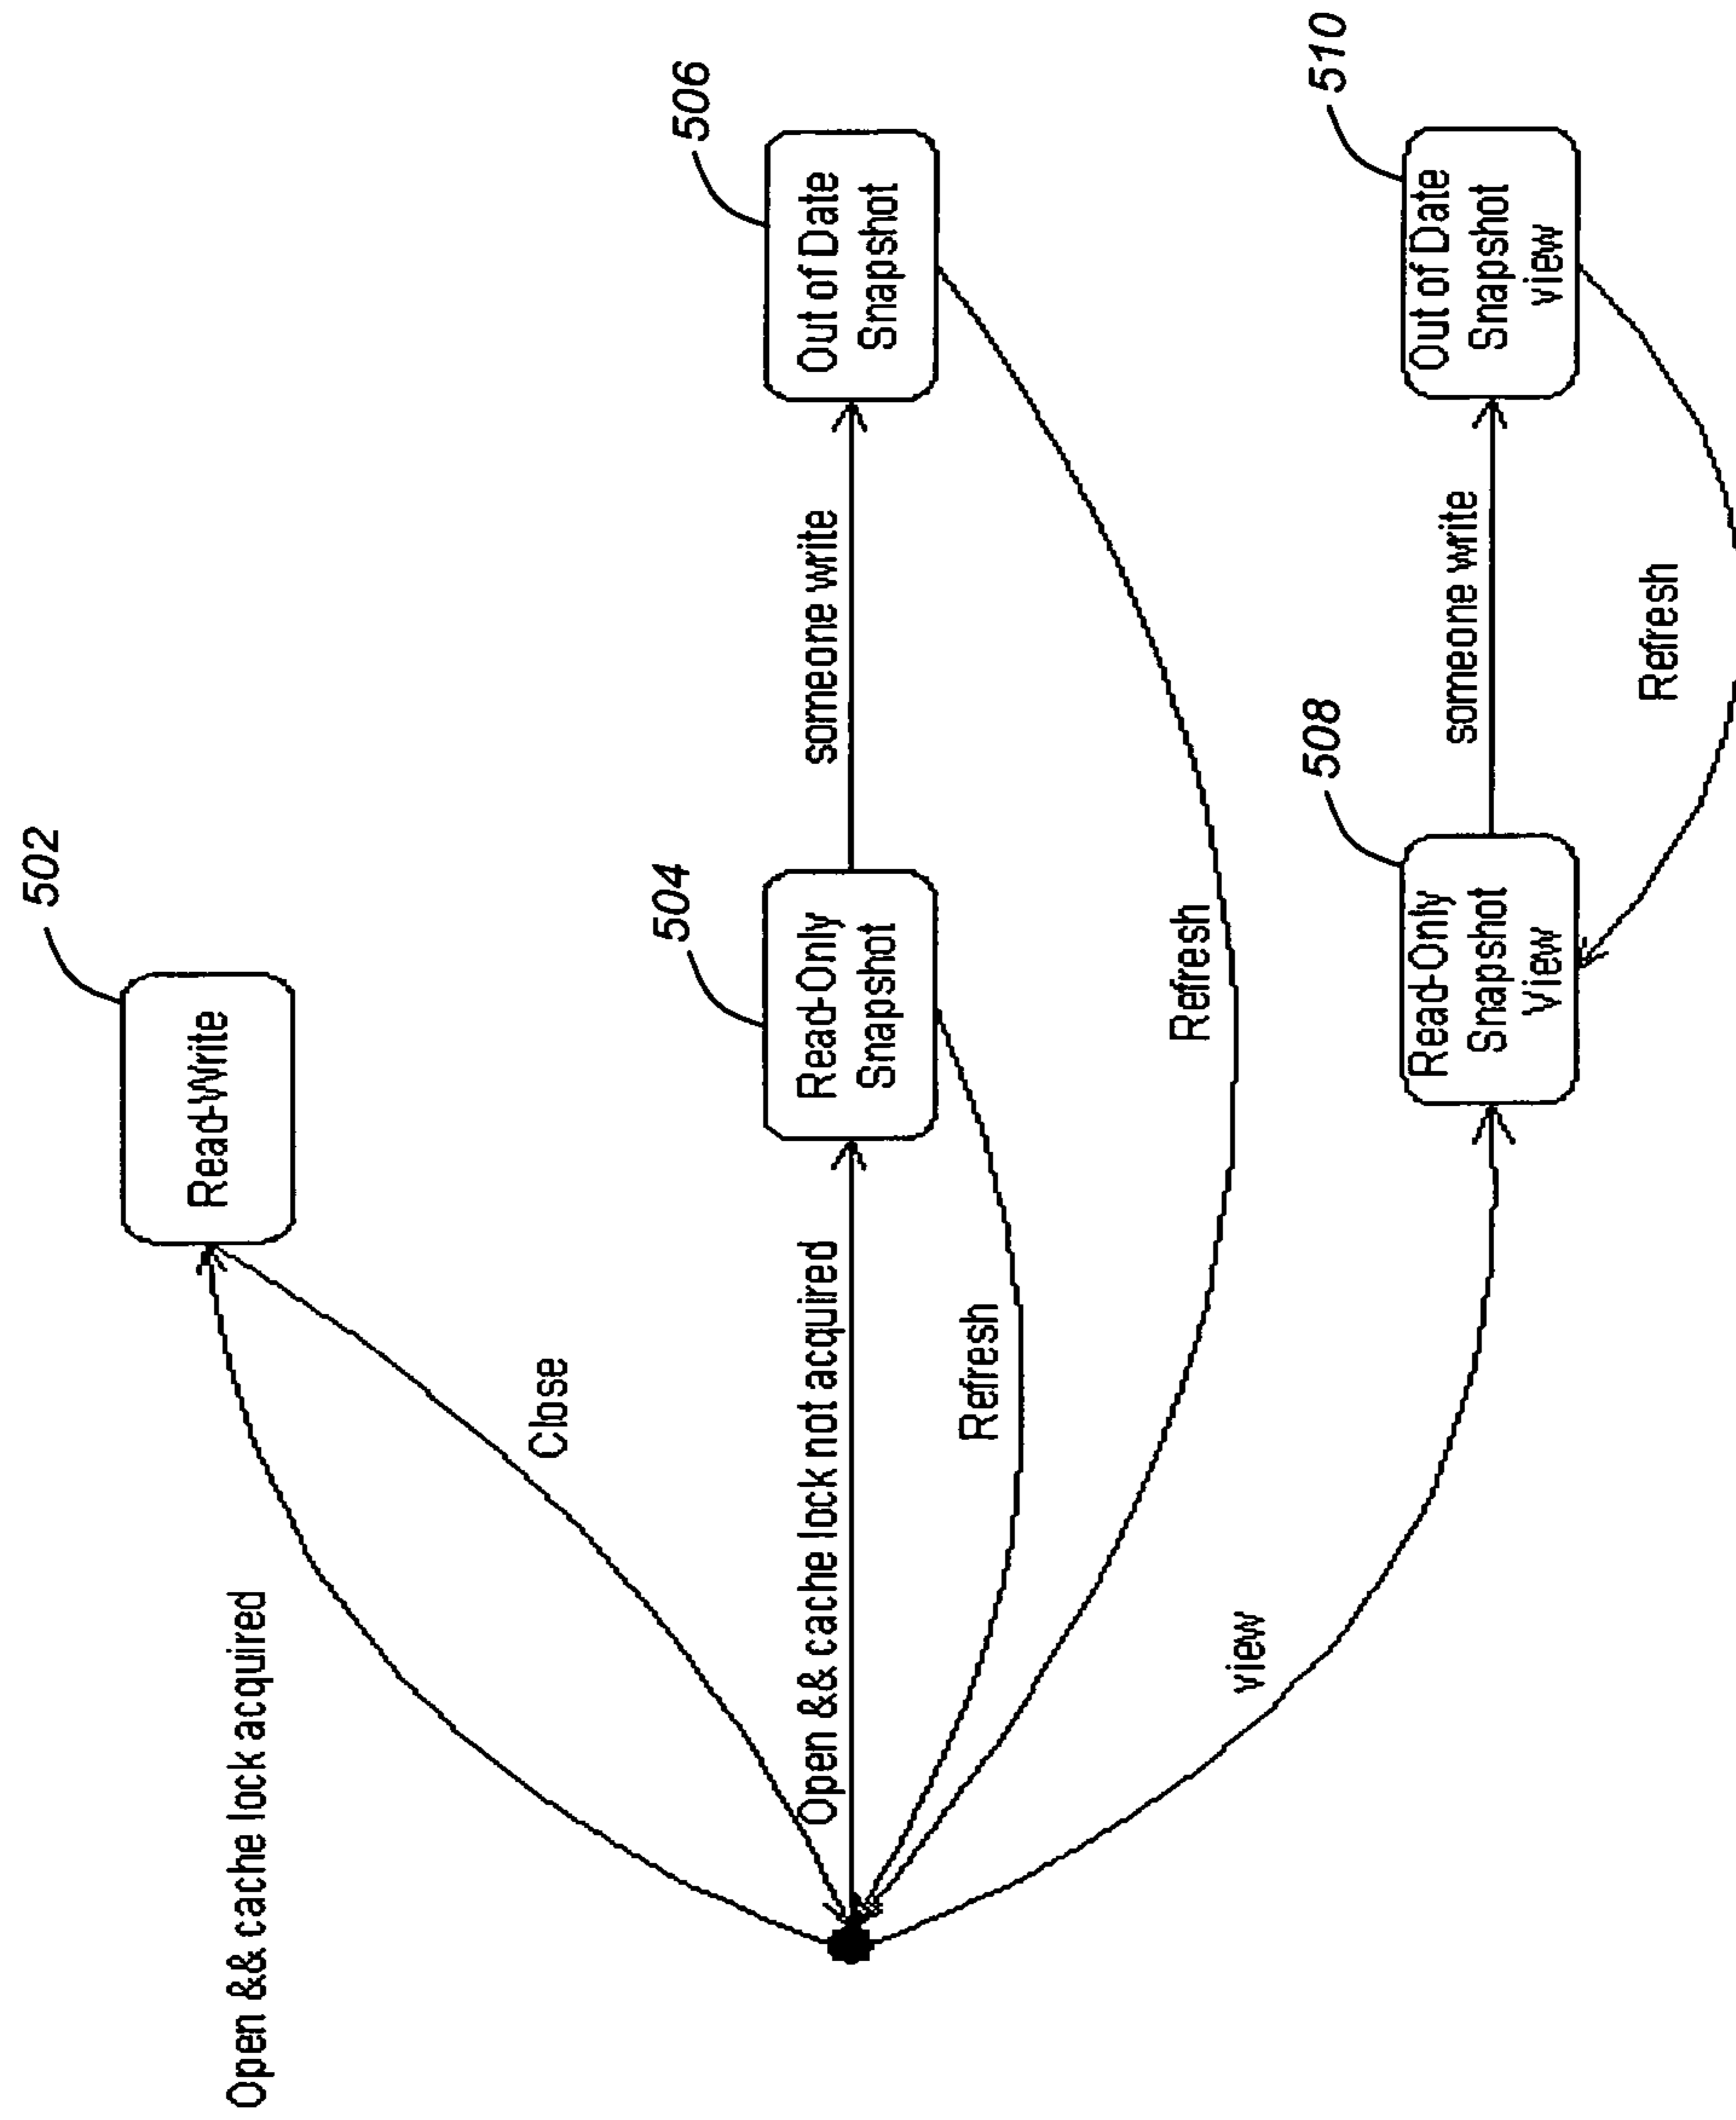 502
Read-Write
Open && cache lock acquired
Close
506
504
Out of Date
Snapshot
someone write
Read-Only
Snapshot
Open && cache lock not acquired
Refresh
Refresh
view
510
508
Out of Date
Snapshot
view
someone write
Read-Only
Snapshot
View
Refresh